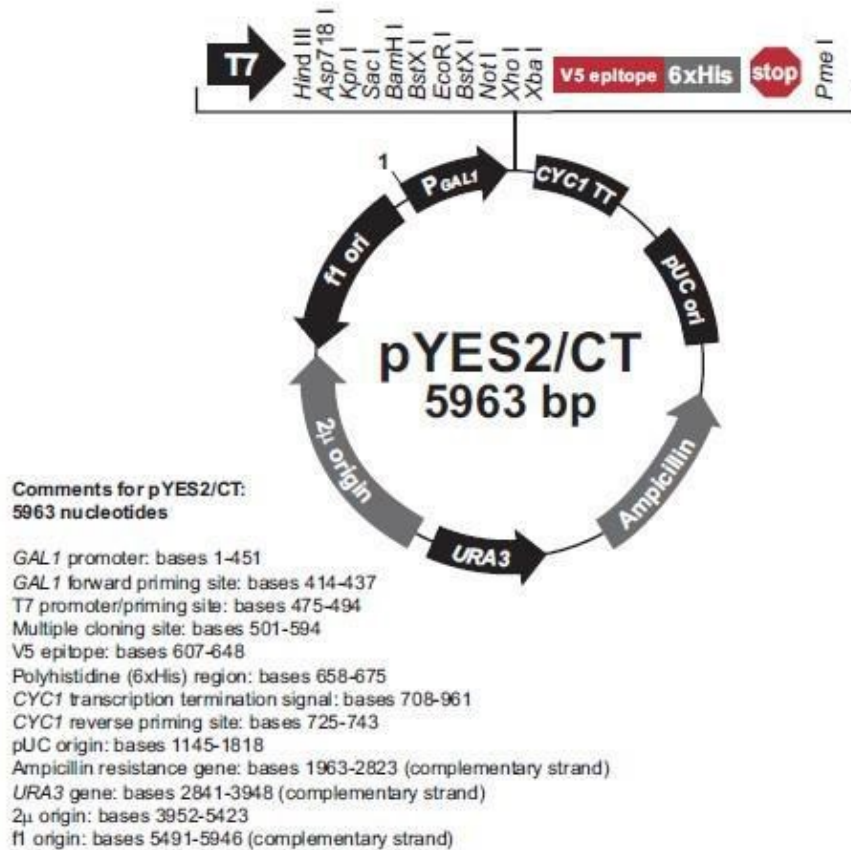 T7
Hind III
Asp718 I
Kpn I
Sac I
BamH I
BstX I
EcoR I
BstX I
Not I
Xho I
Xba I
V5 epitope
6xHis
stop
Pme I
1
PGAL1
CYC1 TT
f1 ori
pUC ori
pYES2/CT
5963 bp
2µ origin
Ampicillin
URA3
Comments for pYES2/CT:
5963 nucleotides
GAL1 promoter: bases 1-451
GAL1 forward priming site: bases 414-437
T7 promoter/priming site: bases 475-494
Multiple cloning site: bases 501-594
V5 epitope: bases 607-648
Polyhistidine (6xHis) region: bases 658-675
CYC1 transcription termination signal: bases 708-961
CYC1 reverse priming site: bases 725-743
pUC origin: bases 1145-1818
Ampicillin resistance gene: bases 1963-2823 (complementary strand)
URA3 gene: bases 2841-3948 (complementary strand)
2µ origin: bases 3952-5423
f1 origin: bases 5491-5946 (complementary strand)